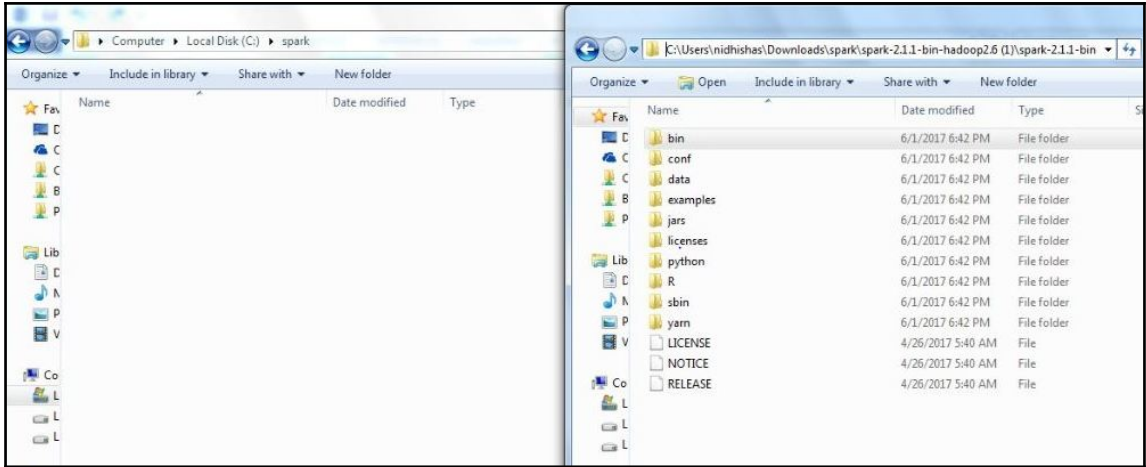 Computer Local Disk (C:) spark
Organize Include in library Share with New folder
Name Date modified Type
Fav
D
C
C
B
P
Lib
D
N
P
V
Co
L
L
L
C:\Users\nidhishas\Downloads\spark\spark-2.1.1-bin-hadoop2.6 (1)\spark-2.1.1-bin
Organize Open Include in library Share with New folder
Name Date modified Type Si
Fav
D
C
C
B
P
Lib
D
N
P
V
Co
L
L
L
bin 6/1/2017 6:42 PM File folder
conf 6/1/2017 6:42 PM File folder
data 6/1/2017 6:42 PM File folder
examples 6/1/2017 6:42 PM File folder
jars 6/1/2017 6:42 PM File folder
licenses 6/1/2017 6:42 PM File folder
python 6/1/2017 6:42 PM File folder
R 6/1/2017 6:42 PM File folder
sbin 6/1/2017 6:42 PM File folder
yarn 6/1/2017 6:42 PM File folder
LICENSE 4/26/2017 5:40 AM File
NOTICE 4/26/2017 5:40 AM File
RELEASE 4/26/2017 5:40 AM File